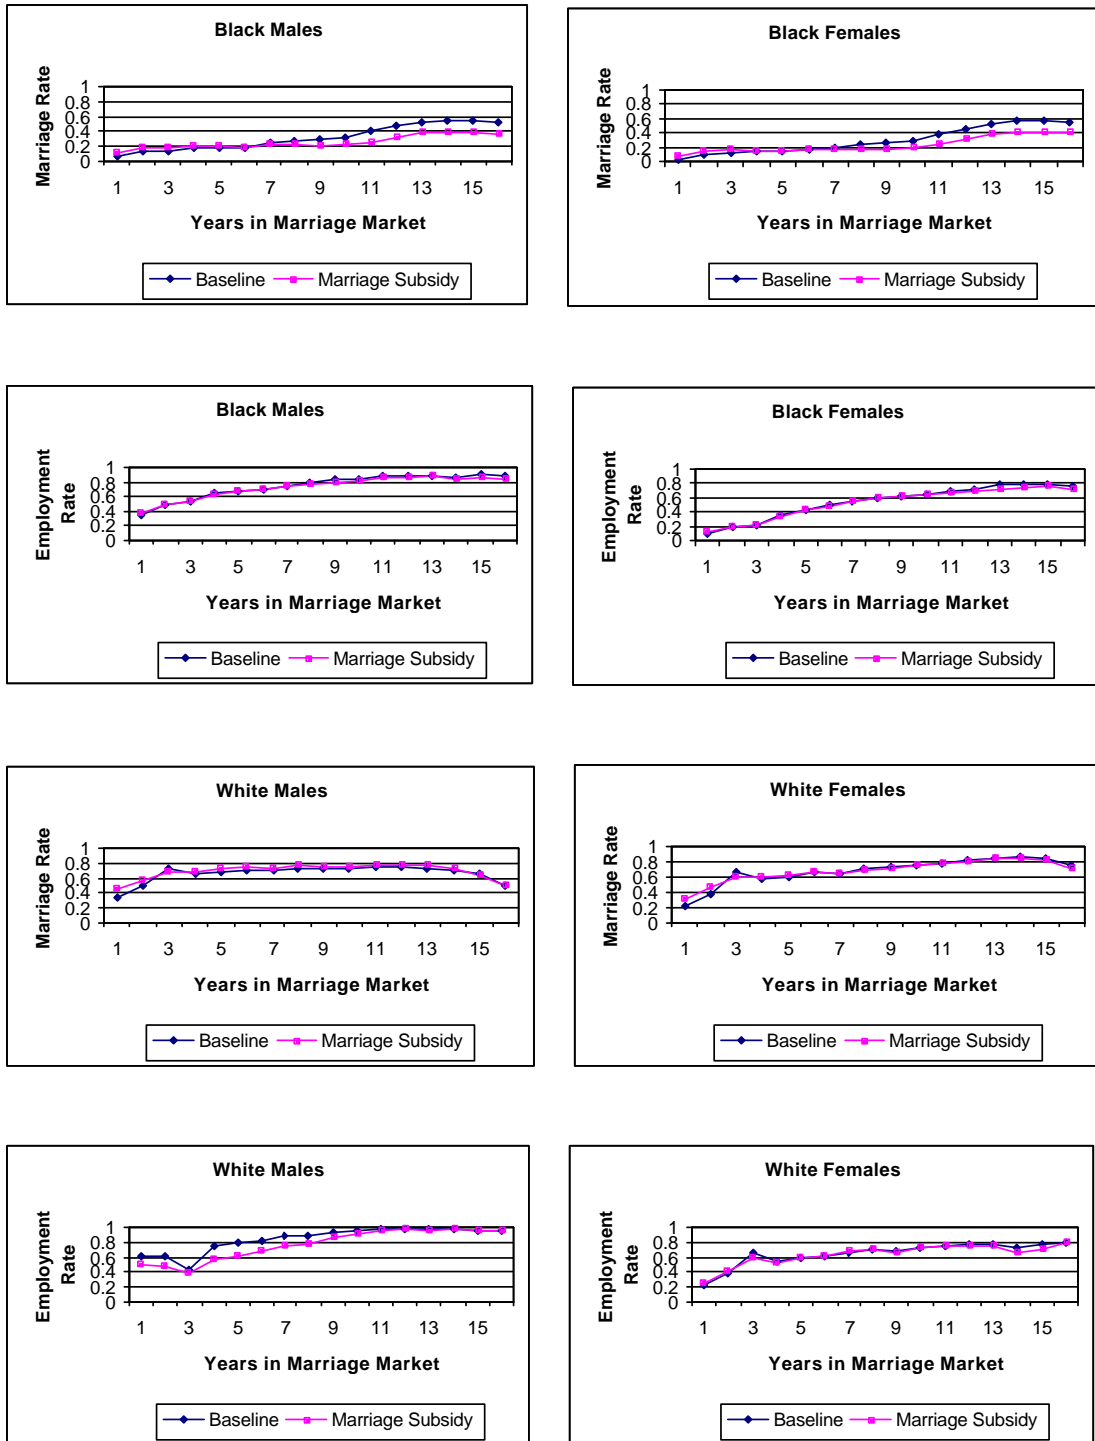 Black Males
Marriage Rate
1
0.8
0.6
0.4
0.2
0
1 3 5 7 9 11 13 15
Years in Marriage Market
Baseline Marriage Subsidy
Black Females
Marriage Rate
1
0.8
0.6
0.4
0.2
0
1 3 5 7 9 11 13 15
Years in Marriage Market
Baseline Marriage Subsidy
Black Males
Employment
Rate
1
0.8
0.6
0.4
0.2
0
1 3 5 7 9 11 13 15
Years in Marriage Market
Baseline Marriage Subsidy
Black Females
Employment
Rate
1
0.8
0.6
0.4
0.2
0
1 3 5 7 9 11 13 15
Years in Marriage Market
Baseline Marriage Subsidy
White Males
Marriage Rate
1
0.8
0.6
0.4
0.2
0
1 3 5 7 9 11 13 15
Years in Marriage Market
Baseline Marriage Subsidy
White Females
Marriage Rate
1
0.8
0.6
0.4
0.2
0
1 3 5 7 9 11 13 15
Years in Marriage Market
Baseline Marriage Subsidy
White Males
Employment
Rate
1
0.8
0.6
0.4
0.2
0
1 3 5 7 9 11 13 15
Years in Marriage Market
Baseline Marriage Subsidy
White Females
Employment
Rate
1
0.8
0.6
0.4
0.2
0
1 3 5 7 9 11 13 15
Years in Marriage Market
Baseline Marriage Subsidy